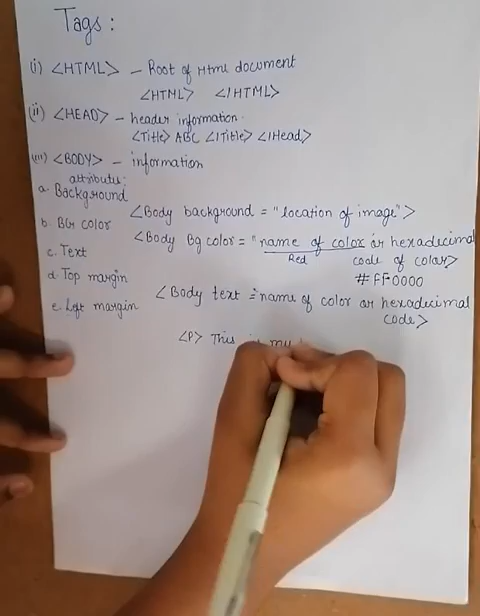 Tags :
(i) <HTML> - Root of Html document
<HTML> </HTML>
(ii) <HEAD> - header information.
<Title> ABC </Title> </Head>
(iii) <BODY> - information
attributes:
a. Background
<Body background = "location of image">
b. BG color
<Body Bg color = "name of color or hexadecimal
Red code of color>
c. Text
#FF0000
d. Top margin
<Body text = "name of color or hexadecimal
code>
e. Left margin
<P> This is my